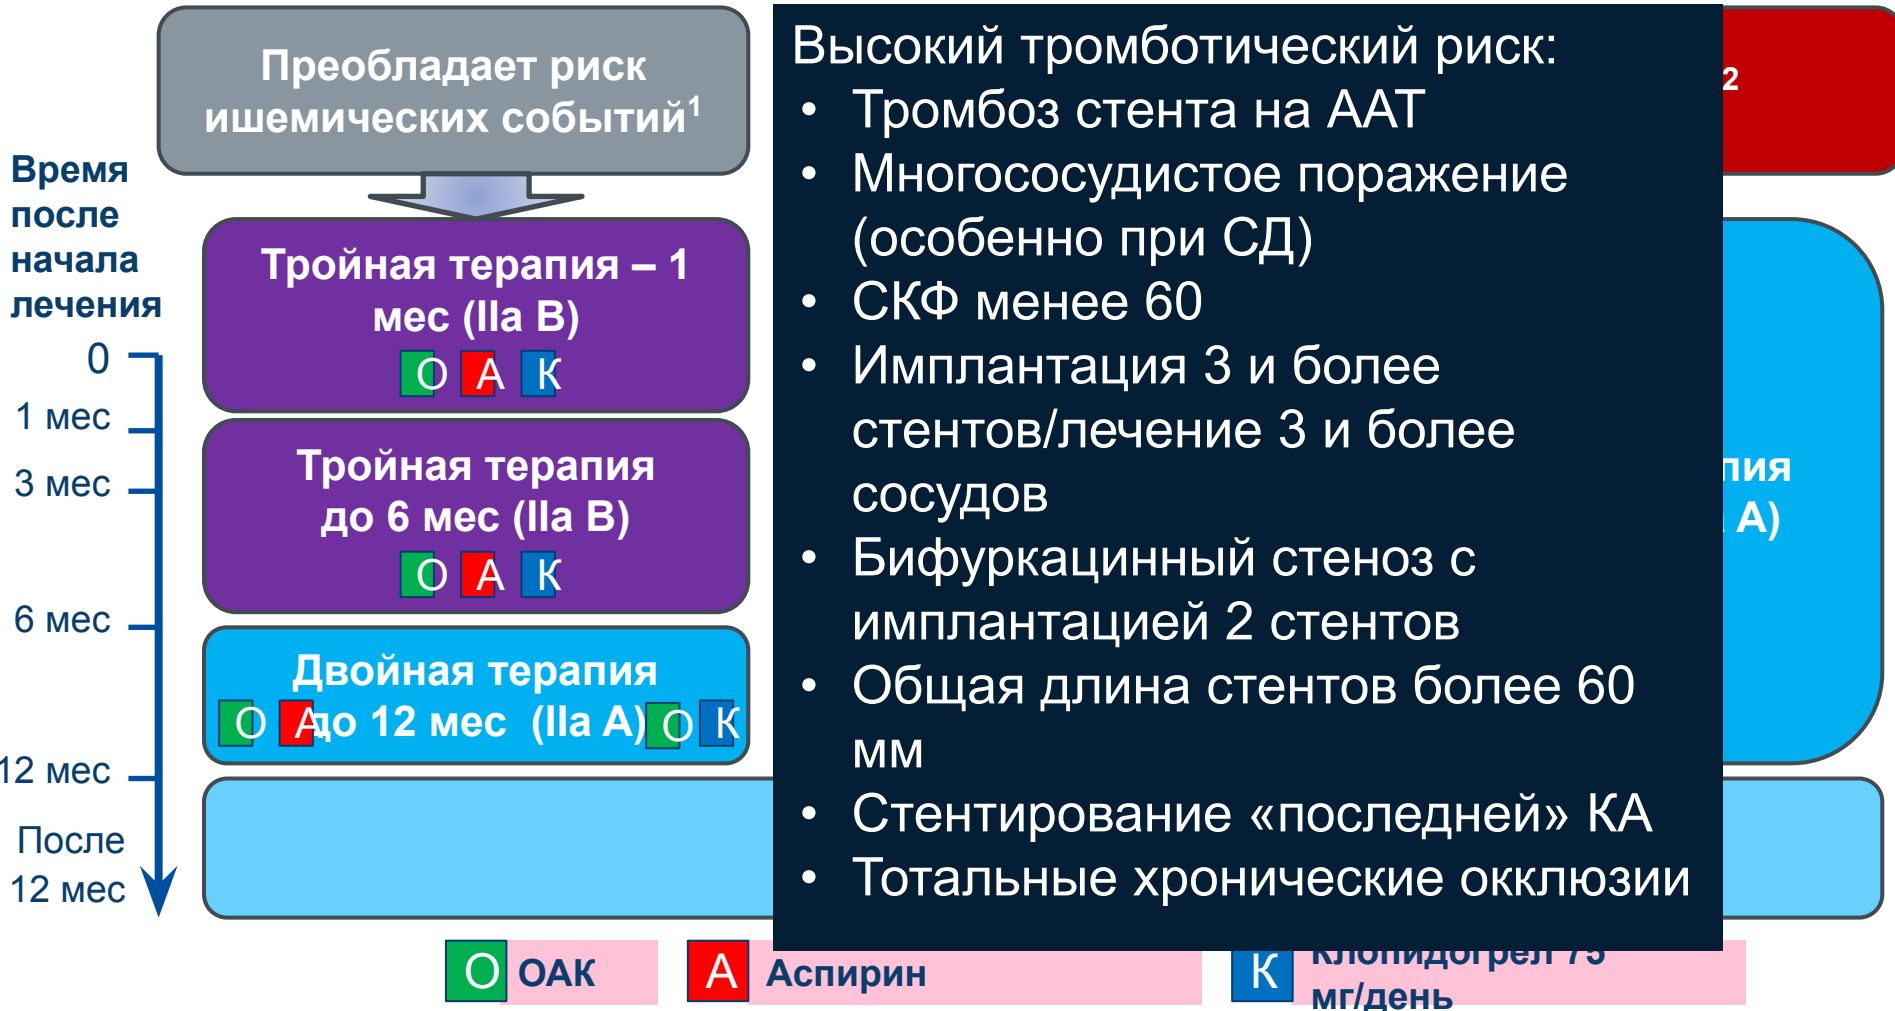 Преобладает риск
ишемических событий¹
Время
после
начала
лечения
0
1 мес
3 мес
6 мес
12 мес
После
12 мес
Тройная терапия – 1
мес (IIa B)
О А К
Тройная терапия
до 6 мес (IIa B)
О А К
Двойная терапия
О А до 12 мес (IIa A) О К
Высокий тромботический риск:
• Тромбоз стента на ААТ
• Многососудистое поражение
(особенно при СД)
• СКФ менее 60
• Имплантация 3 и более
стентов/лечение 3 и более
сосудов
• Бифуркацинный стеноз с
имплантацией 2 стентов
• Общая длина стентов более 60
мм
• Стентирование «последней» КА
• Тотальные хронические окклюзии
2
пия
А)
О ОАК
А Аспирин
К Клопидогрел 75
мг/день